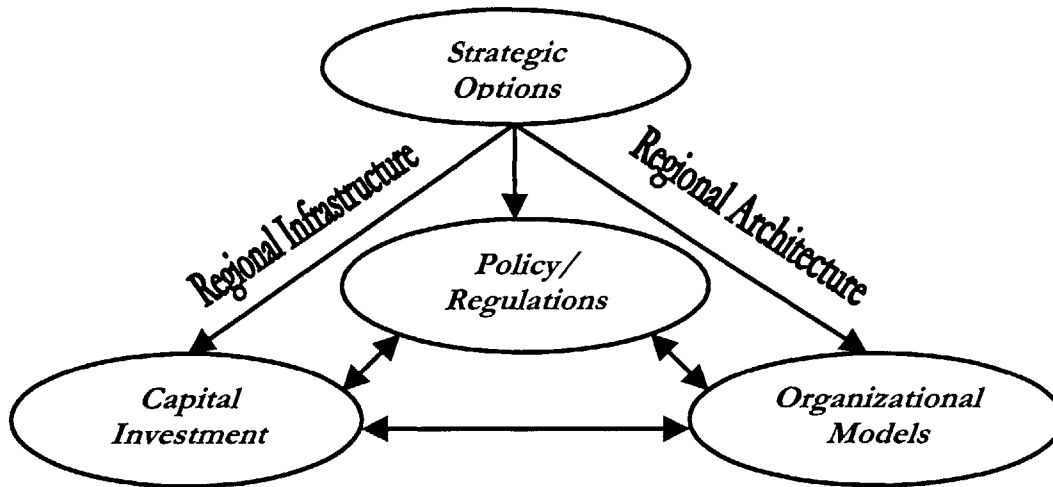 Strategic
Options
Regional Infrastructure
Regional Architecture
Policy/
Regulations
Capital
Investment
Organizational
Models